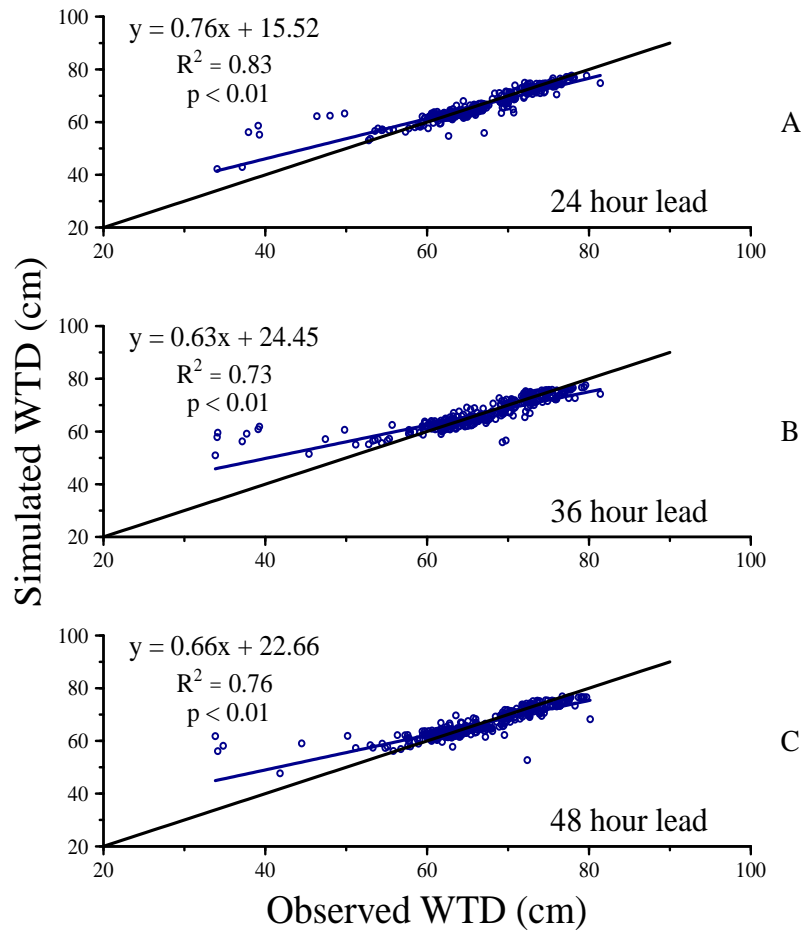 Simulated WTD (cm)
100
80
60
40
20
y = 0.76x + 15.52
R² = 0.83
p < 0.01
24 hour lead
A
20
40
60
80
100
100
80
60
40
20
y = 0.63x + 24.45
R² = 0.73
p < 0.01
36 hour lead
B
20
40
60
80
100
100
80
60
40
20
y = 0.66x + 22.66
R² = 0.76
p < 0.01
48 hour lead
C
20
40
60
80
100
Observed WTD (cm)